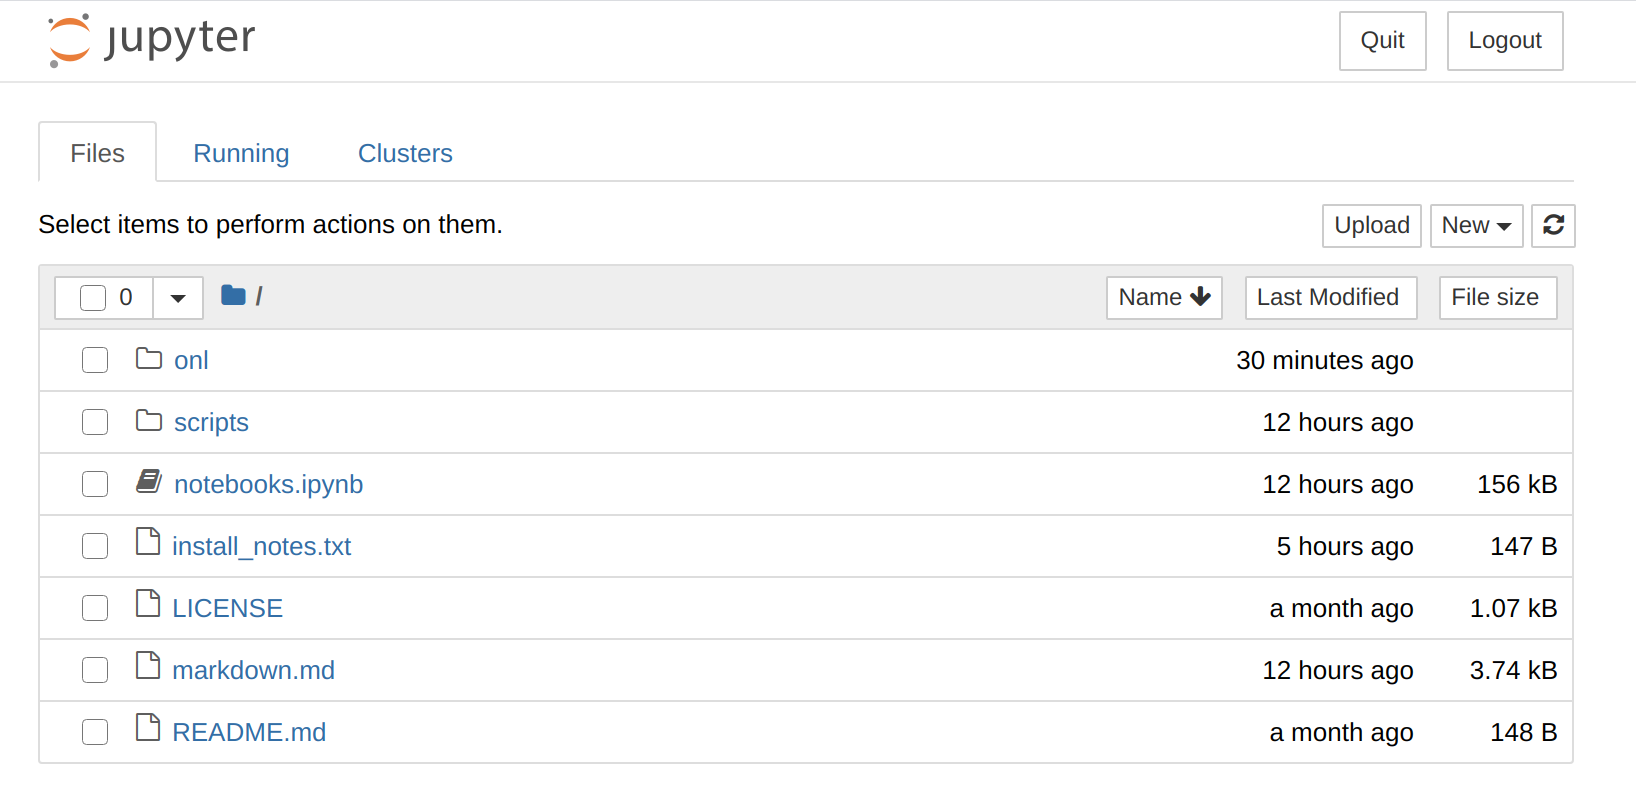 jupyter
Quit Logout
Files Running Clusters
Select items to perform actions on them. Upload New
0 / Name Last Modified File size
onl 30 minutes ago
scripts 12 hours ago
notebooks.ipynb 12 hours ago 156 kB
install_notes.txt 5 hours ago 147 B
LICENSE a month ago 1.07 kB
markdown.md 12 hours ago 3.74 kB
README.md a month ago 148 B